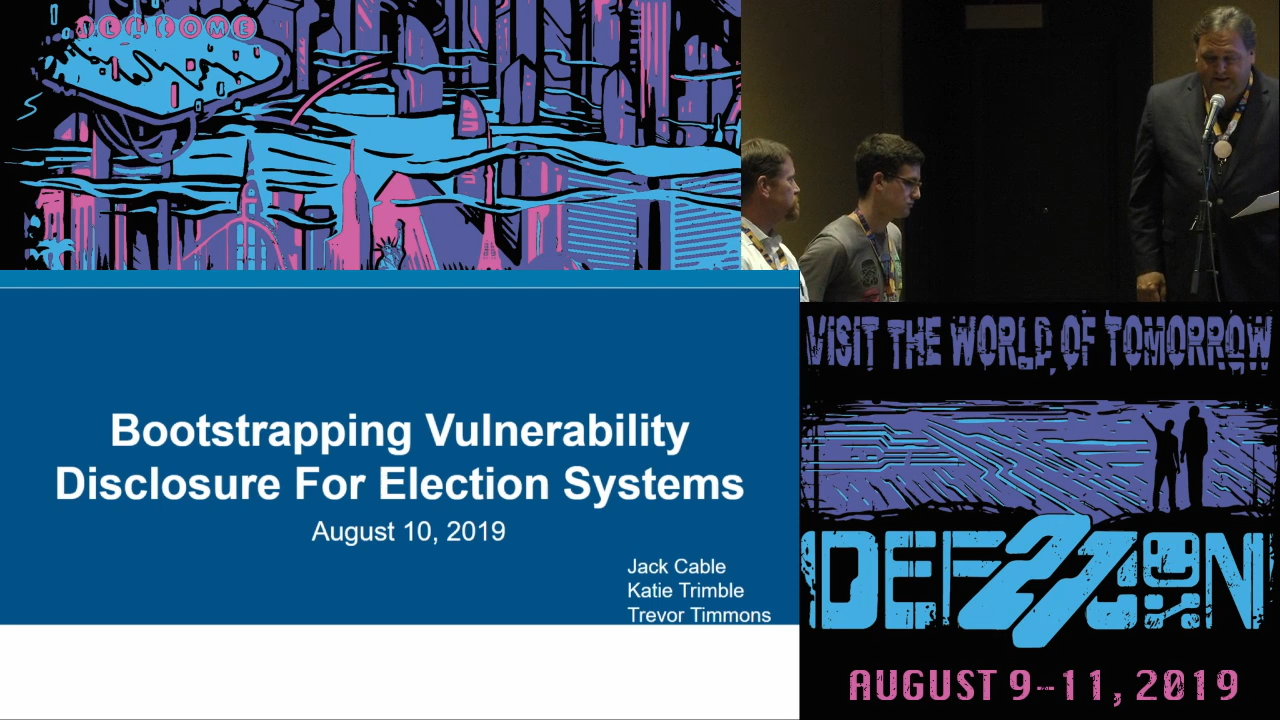 WELCOME
Bootstrapping Vulnerability
Disclosure For Election Systems
August 10, 2019
Jack Cable
Katie Trimble
Trevor Timmons
VISIT THE WORLD OF TOMORROW
DEF 27 CON
AUGUST 9-11, 2019